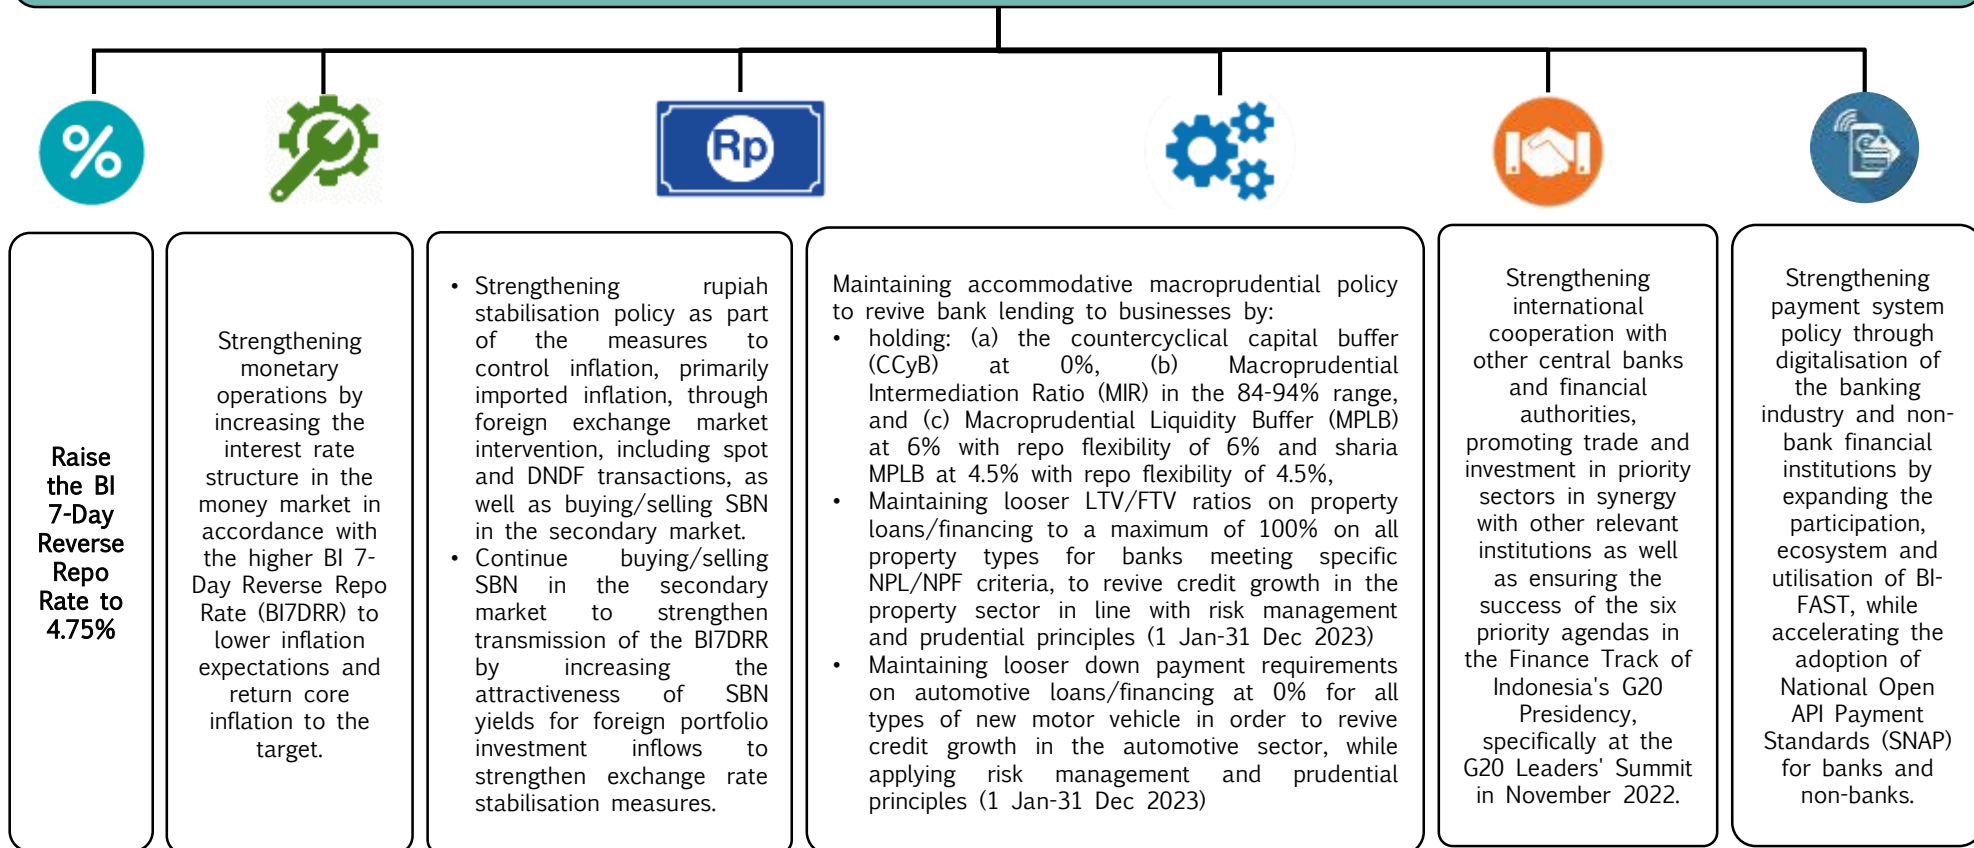 %
Rp
Raise
the BI
7-Day
Reverse
Repo
Rate to
4.75%
Strengthening
monetary
operations by
increasing the
interest rate
structure in the
money market in
accordance with
the higher BI 7-
Day Reverse Repo
Rate (BI7DRR) to
lower inflation
expectations and
return core
inflation to the
target.
• Strengthening rupiah
stabilisation policy as part
of the measures to
control inflation, primarily
imported inflation, through
foreign exchange market
intervention, including spot
and DNDF transactions, as
well as buying/selling SBN
in the secondary market.
• Continue buying/selling
SBN in the secondary
market to strengthen
transmission of the BI7DRR
by increasing the
attractiveness of SBN
yields for foreign portfolio
investment inflows to
strengthen exchange rate
stabilisation measures.
Maintaining accommodative macroprudential policy
to revive bank lending to businesses by:
• holding: (a) the countercyclical capital buffer
(CCyB) at 0%, (b) Macroprudential
Intermediation Ratio (MIR) in the 84-94% range,
and (c) Macroprudential Liquidity Buffer (MPLB)
at 6% with repo flexibility of 6% and sharia
MPLB at 4.5% with repo flexibility of 4.5%,
• Maintaining looser LTV/FTV ratios on property
loans/financing to a maximum of 100% on all
property types for banks meeting specific
NPL/NPF criteria, to revive credit growth in the
property sector in line with risk management
and prudential principles (1 Jan-31 Dec 2023)
• Maintaining looser down payment requirements
on automotive loans/financing at 0% for all
types of new motor vehicle in order to revive
credit growth in the automotive sector, while
applying risk management and prudential
principles (1 Jan-31 Dec 2023)
Strengthening
international
cooperation with
other central banks
and financial
authorities,
promoting trade and
investment in priority
sectors in synergy
with other relevant
institutions as well
as ensuring the
success of the six
priority agendas in
the Finance Track of
Indonesia's G20
Presidency,
specifically at the
G20 Leaders' Summit
in November 2022.
Strengthening
payment system
policy through
digitalisation of
the banking
industry and non-
bank financial
institutions by
expanding the
participation,
ecosystem and
utilisation of BI-
FAST, while
accelerating the
adoption of
National Open
API Payment
Standards (SNAP)
for banks and
non-banks.